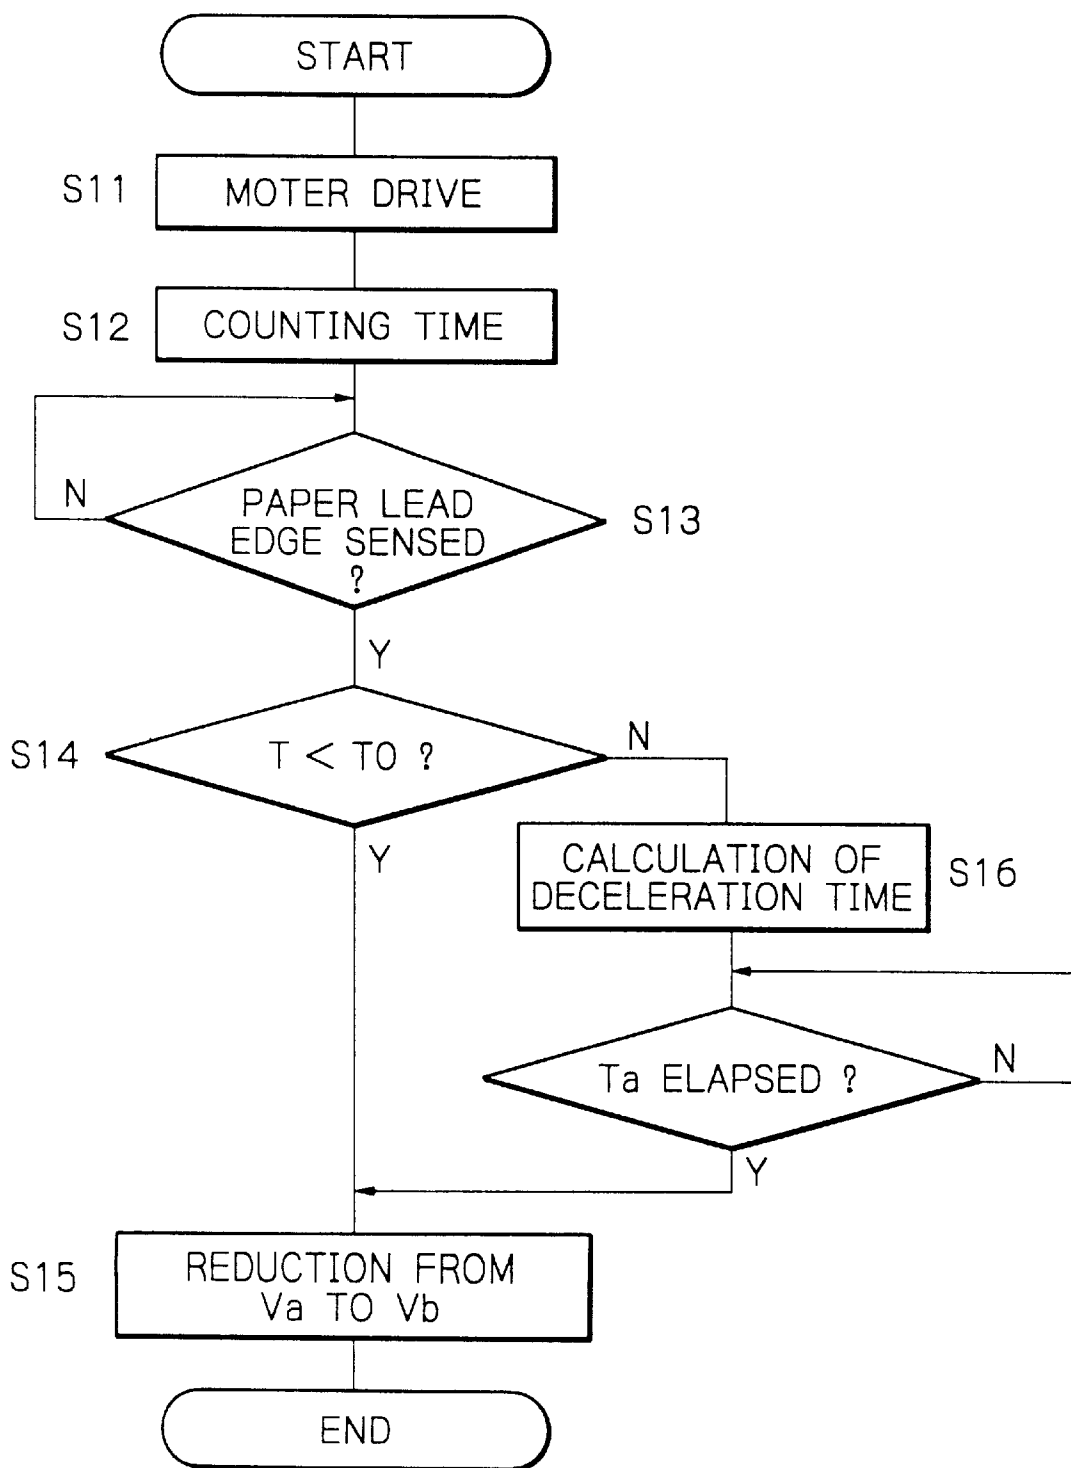 START
S11
MOTER DRIVE
S12
COUNTING TIME
N
PAPER LEAD
EDGE SENSED
?
S13
Y
S14
T < TO ?
N
Y
CALCULATION OF
DECELERATION TIME
S16
Ta ELAPSED ?
N
Y
S15
REDUCTION FROM
Va TO Vb
END